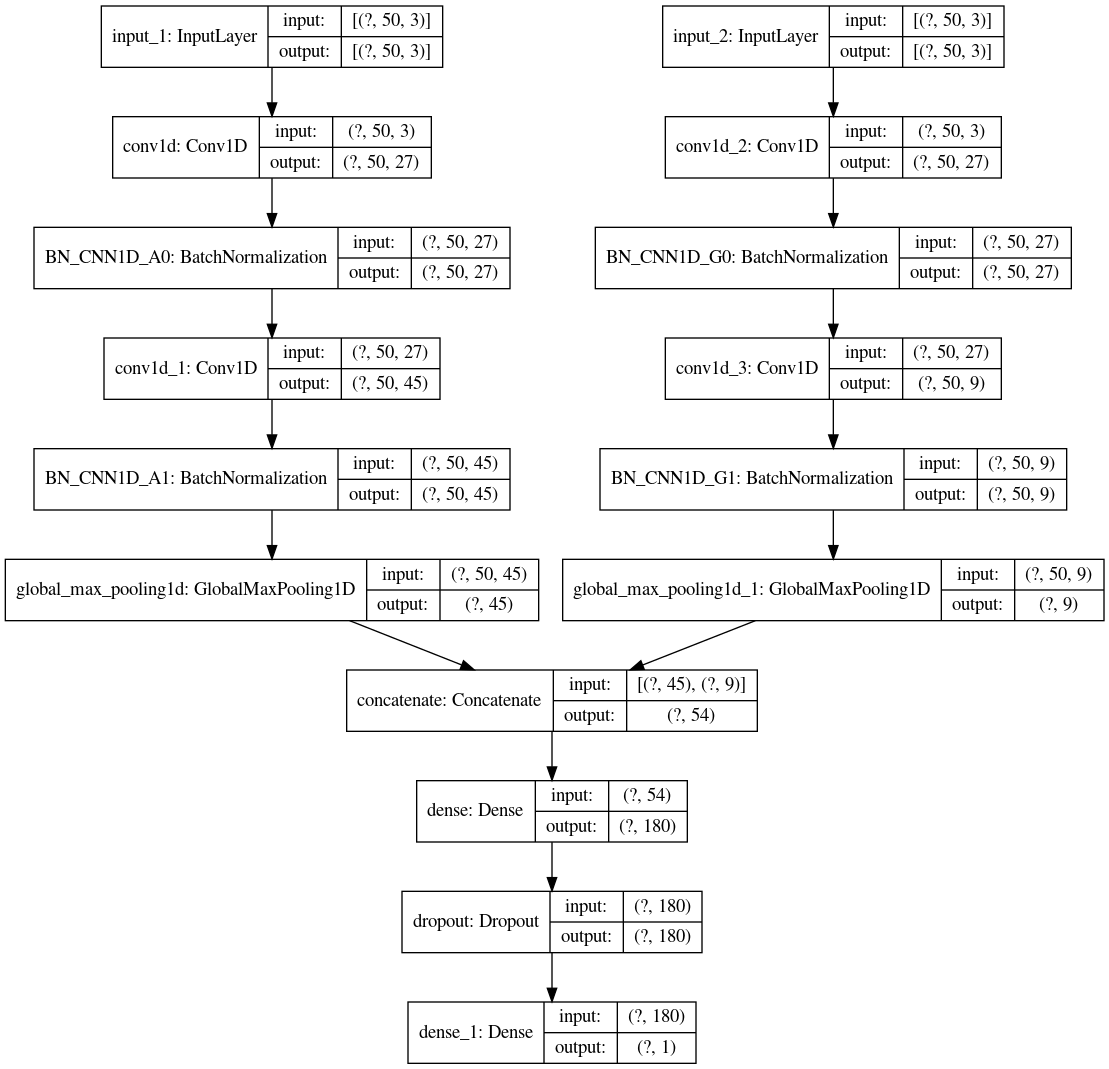 input_1: InputLayer input: [(?, 50, 3)]
output: [(?, 50, 3)]
input_2: InputLayer input: [(?, 50, 3)]
output: [(?, 50, 3)]
conv1d: Conv1D input: (?, 50, 3)
output: (?, 50, 27)
conv1d_2: Conv1D input: (?, 50, 3)
output: (?, 50, 27)
BN_CNN1D_A0: BatchNormalization input: (?, 50, 27)
output: (?, 50, 27)
BN_CNN1D_G0: BatchNormalization input: (?, 50, 27)
output: (?, 50, 27)
conv1d_1: Conv1D input: (?, 50, 27)
output: (?, 50, 45)
conv1d_3: Conv1D input: (?, 50, 27)
output: (?, 50, 9)
BN_CNN1D_A1: BatchNormalization input: (?, 50, 45)
output: (?, 50, 45)
BN_CNN1D_G1: BatchNormalization input: (?, 50, 9)
output: (?, 50, 9)
global_max_pooling1d: GlobalMaxPooling1D input: (?, 50, 45)
output: (?, 45)
global_max_pooling1d_1: GlobalMaxPooling1D input: (?, 50, 9)
output: (?, 9)
concatenate: Concatenate input: [(?, 45), (?, 9)]
output: (?, 54)
dense: Dense input: (?, 54)
output: (?, 180)
dropout: Dropout input: (?, 180)
output: (?, 180)
dense_1: Dense input: (?, 180)
output: (?, 1)